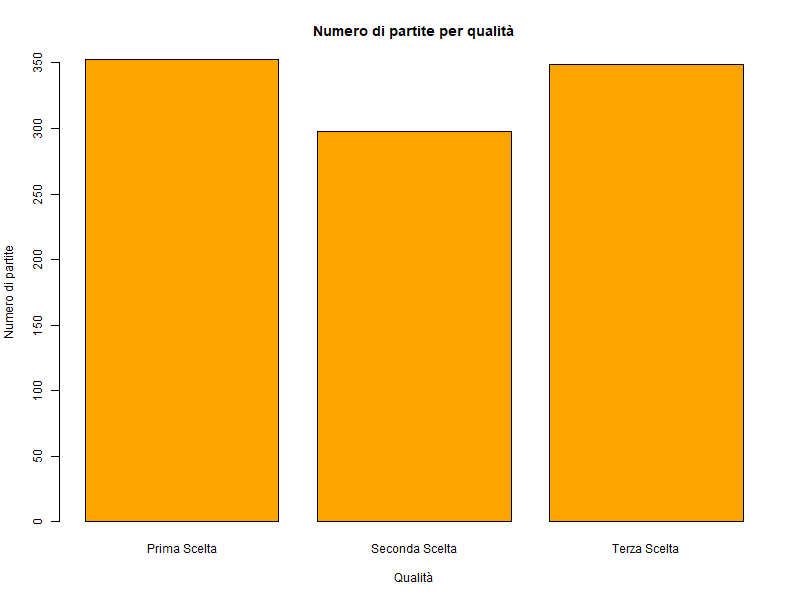 Numero di partite per qualità
350
300
250
200
150
100
50
0
Numero di partite
Prima Scelta
Seconda Scelta
Terza Scelta
Qualità